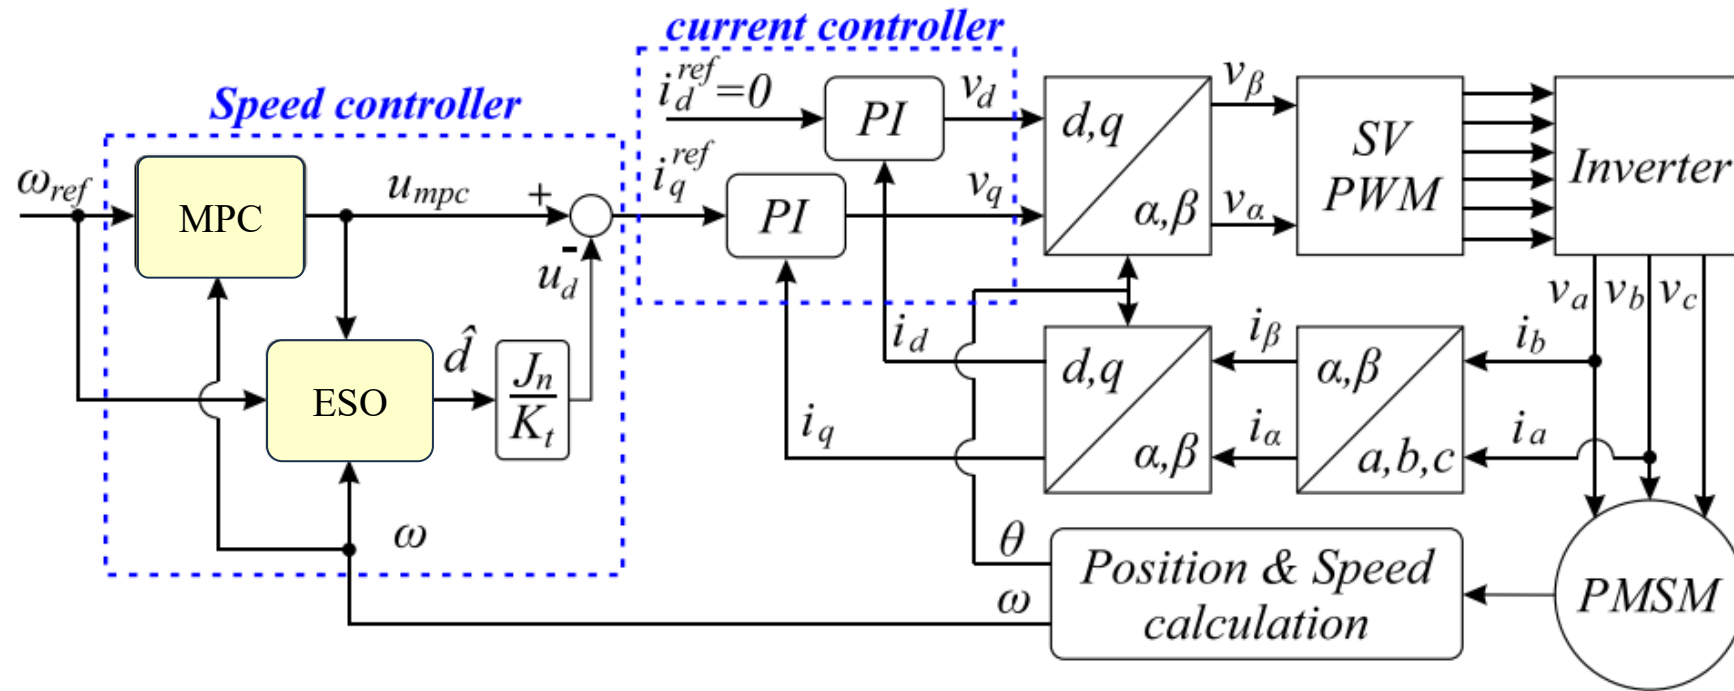 current controller
Speed controller
i_d^ref=0
PI
v_d
d,q
α,β
v_β
v_α
SV
PWM
Inverter
ω_ref
MPC
u_mpc
+
-
u_d
i_q^ref
PI
v_q
v_a
v_b
v_c
ESO
d̂
J_n
K_t
i_d
i_q
d,q
α,β
i_β
i_α
α,β
a,b,c
i_b
i_a
ω
θ
ω
Position & Speed
calculation
PMSM